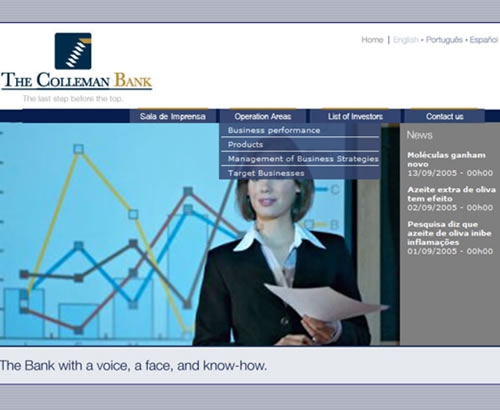 Home | English • Português • Español
THE COLLEMAN BANK
The last step before the top.
Sala de Imprensa Operation Areas List of Investors Contact us
Business performance
Products
Management of Business Strategies
Target Businesses
News
Moléculas ganham
novo
13/09/2005 - 00h00
Azeite extra de oliva
tem efeito
02/09/2005 - 00h00
Pesquisa diz que
azeite de oliva inibe
inflamações
01/09/2005 - 00h00
B
C
The Bank with a voice, a face, and know-how.